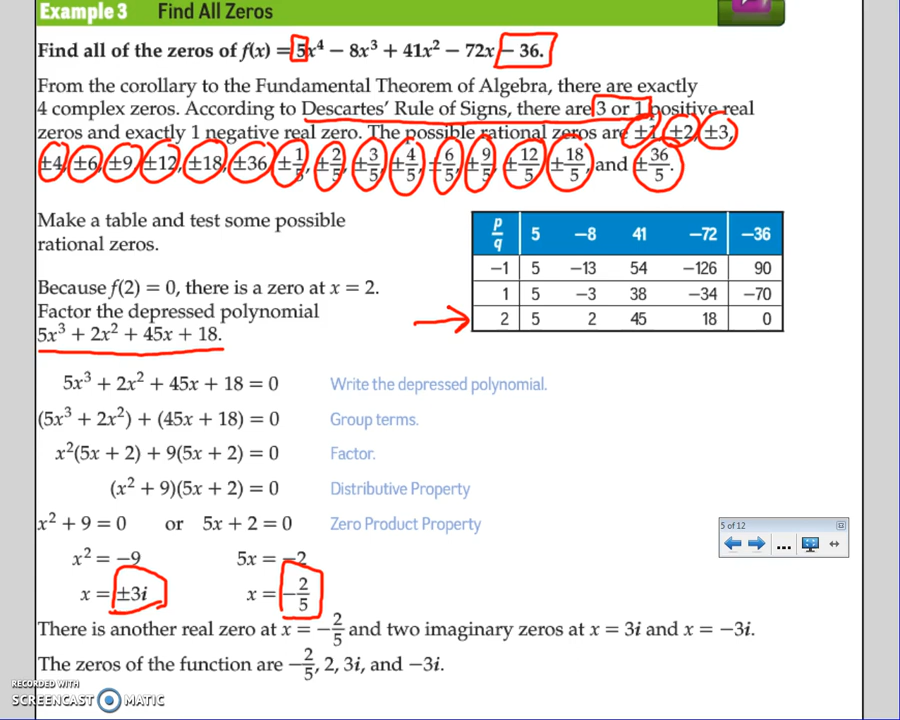 Example 3 Find All Zeros
Find all of the zeros of f(x) = 5x⁴ − 8x³ + 41x² − 72x − 36.
From the corollary to the Fundamental Theorem of Algebra, there are exactly
4 complex zeros. According to Descartes' Rule of Signs, there are 3 or 1 positive real
zeros and exactly 1 negative real zero. The possible rational zeros are ±1, ±2, ±3,
±4, ±6, ±9, ±12, ±18, ±36, ±1/5, ±2/5, ±3/5, ±4/5, ±6/5, ±9/5, ±12/5, ±18/5, and ±36/5.
Make a table and test some possible
rational zeros.
Because f(2) = 0, there is a zero at x = 2.
Factor the depressed polynomial
5x³ + 2x² + 45x + 18.
p/q 5 −8 41 −72 −36
−1 5 −13 54 −126 90
1 5 −3 38 −34 −70
2 5 2 45 18 0
5x³ + 2x² + 45x + 18 = 0 Write the depressed polynomial.
(5x³ + 2x²) + (45x + 18) = 0 Group terms.
x²(5x + 2) + 9(5x + 2) = 0 Factor.
(x² + 9)(5x + 2) = 0 Distributive Property
x² + 9 = 0 or 5x + 2 = 0 Zero Product Property
x² = −9 5x = −2
x = ±3i x = −2/5
There is another real zero at x = −2/5 and two imaginary zeros at x = 3i and x = −3i.
The zeros of the function are −2/5, 2, 3i, and −3i.
5 of 12
RECORDED WITH
SCREENCAST MATIC